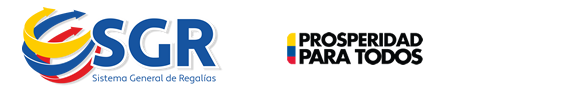 SGR
Sistema General de Regalías
PROSPERIDAD
PARA TODOS